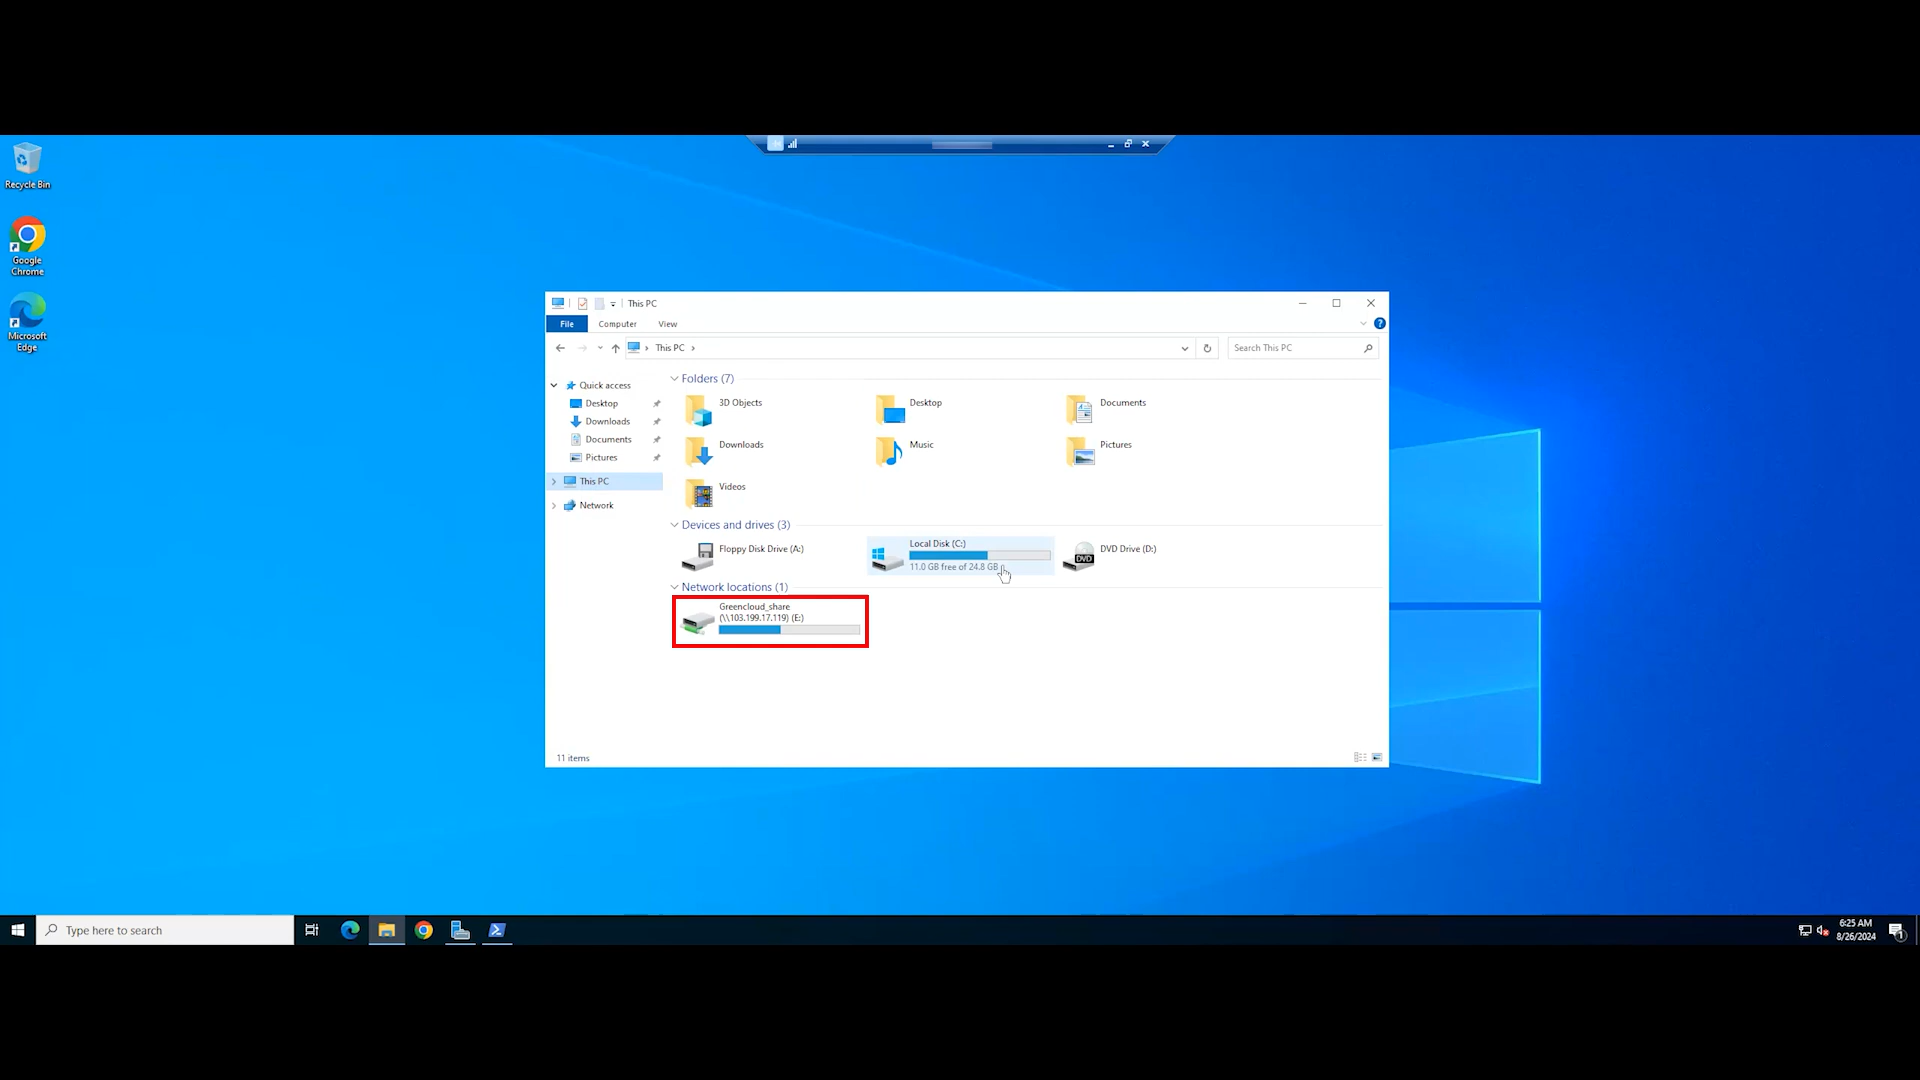 Recycle Bin
Google
Chrome
Microsoft
Edge
This PC
File Computer View
This PC
Search This PC
Quick access
Desktop
Downloads
Documents
Pictures
This PC
Network
Folders (7)
3D Objects
Desktop
Documents
Downloads
Music
Pictures
Videos
Devices and drives (3)
Floppy Disk Drive (A:)
Local Disk (C:)
11.0 GB free of 24.8 GB
DVD Drive (D:)
DVD
Network locations (1)
Greencloud_share
(\\103.199.17.119) (E:)
11 items
Type here to search
6:25 AM
8/26/2024
1